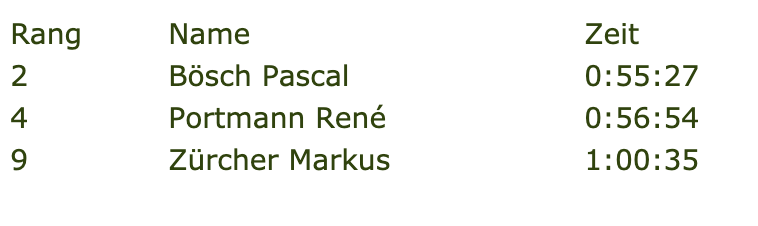 Rang Name Zeit
2 Bösch Pascal 0:55:27
4 Portmann René 0:56:54
9 Zürcher Markus 1:00:35